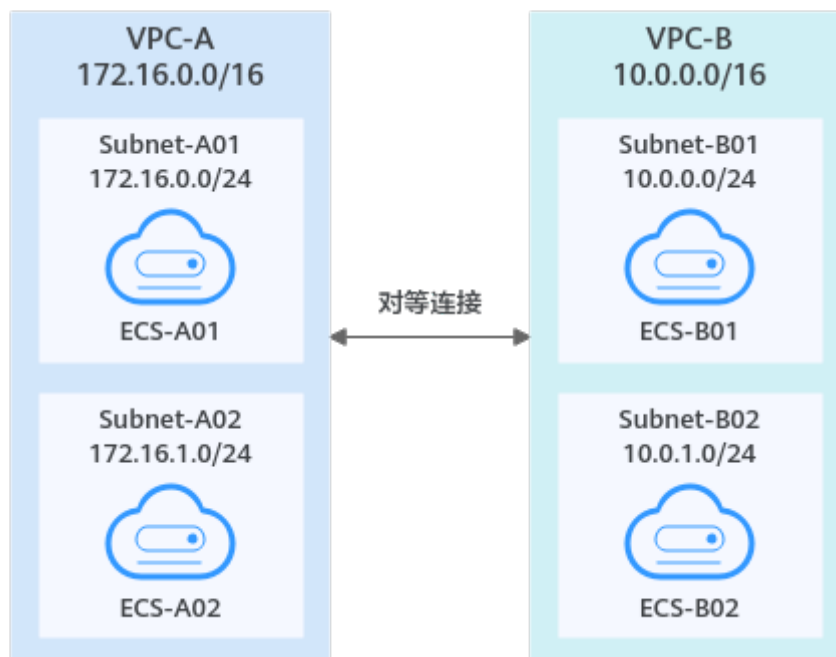 VPC-A
172.16.0.0/16
Subnet-A01
172.16.0.0/24
ECS-A01
Subnet-A02
172.16.1.0/24
ECS-A02
对等连接
VPC-B
10.0.0.0/16
Subnet-B01
10.0.0.0/24
ECS-B01
Subnet-B02
10.0.1.0/24
ECS-B02